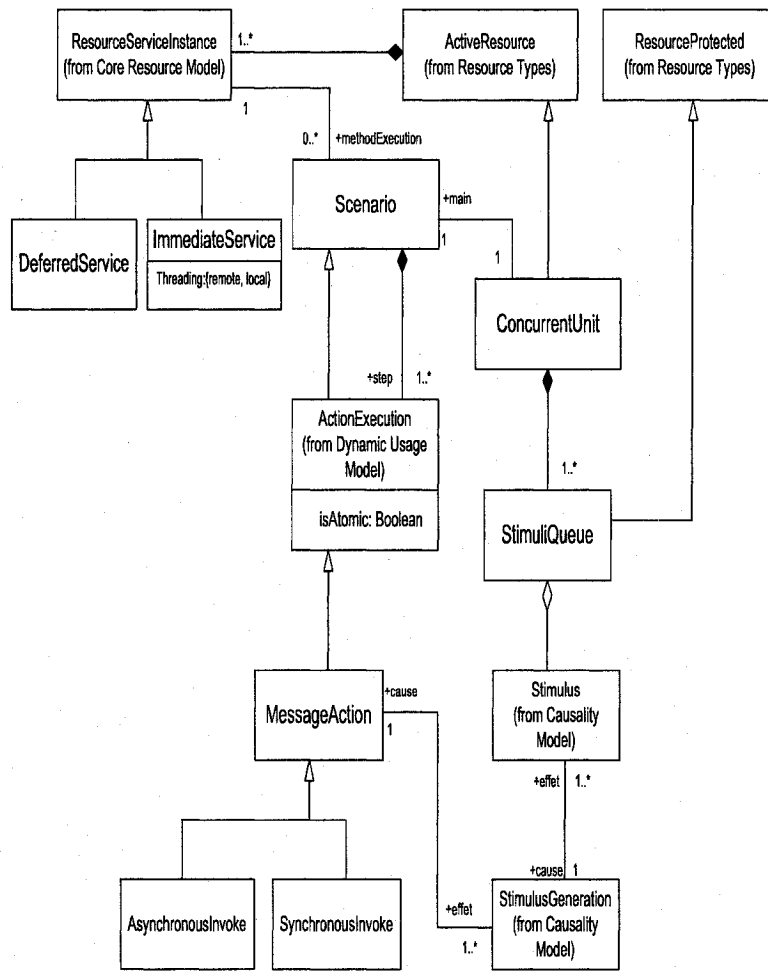 ResourceServiceInstance
(from Core Resource Model)
1..*
ActiveResource
(from Resource Types)
ResourceProtected
(from Resource Types)
1
0..*
+methodExecution
Scenario
+main
1
1
DeferredService
ImmediateService
Threading:{remote, local}
ConcurrentUnit
+step
1..*
ActionExecution
(from Dynamic Usage
Model)
isAtomic: Boolean
1..*
StimuliQueue
MessageAction
+cause
1
Stimulus
(from Causality
Model)
+effet
1..*
AsynchronousInvoke
SynchronousInvoke
+effet
1..*
+cause
1
StimulusGeneration
(from Causality
Model)